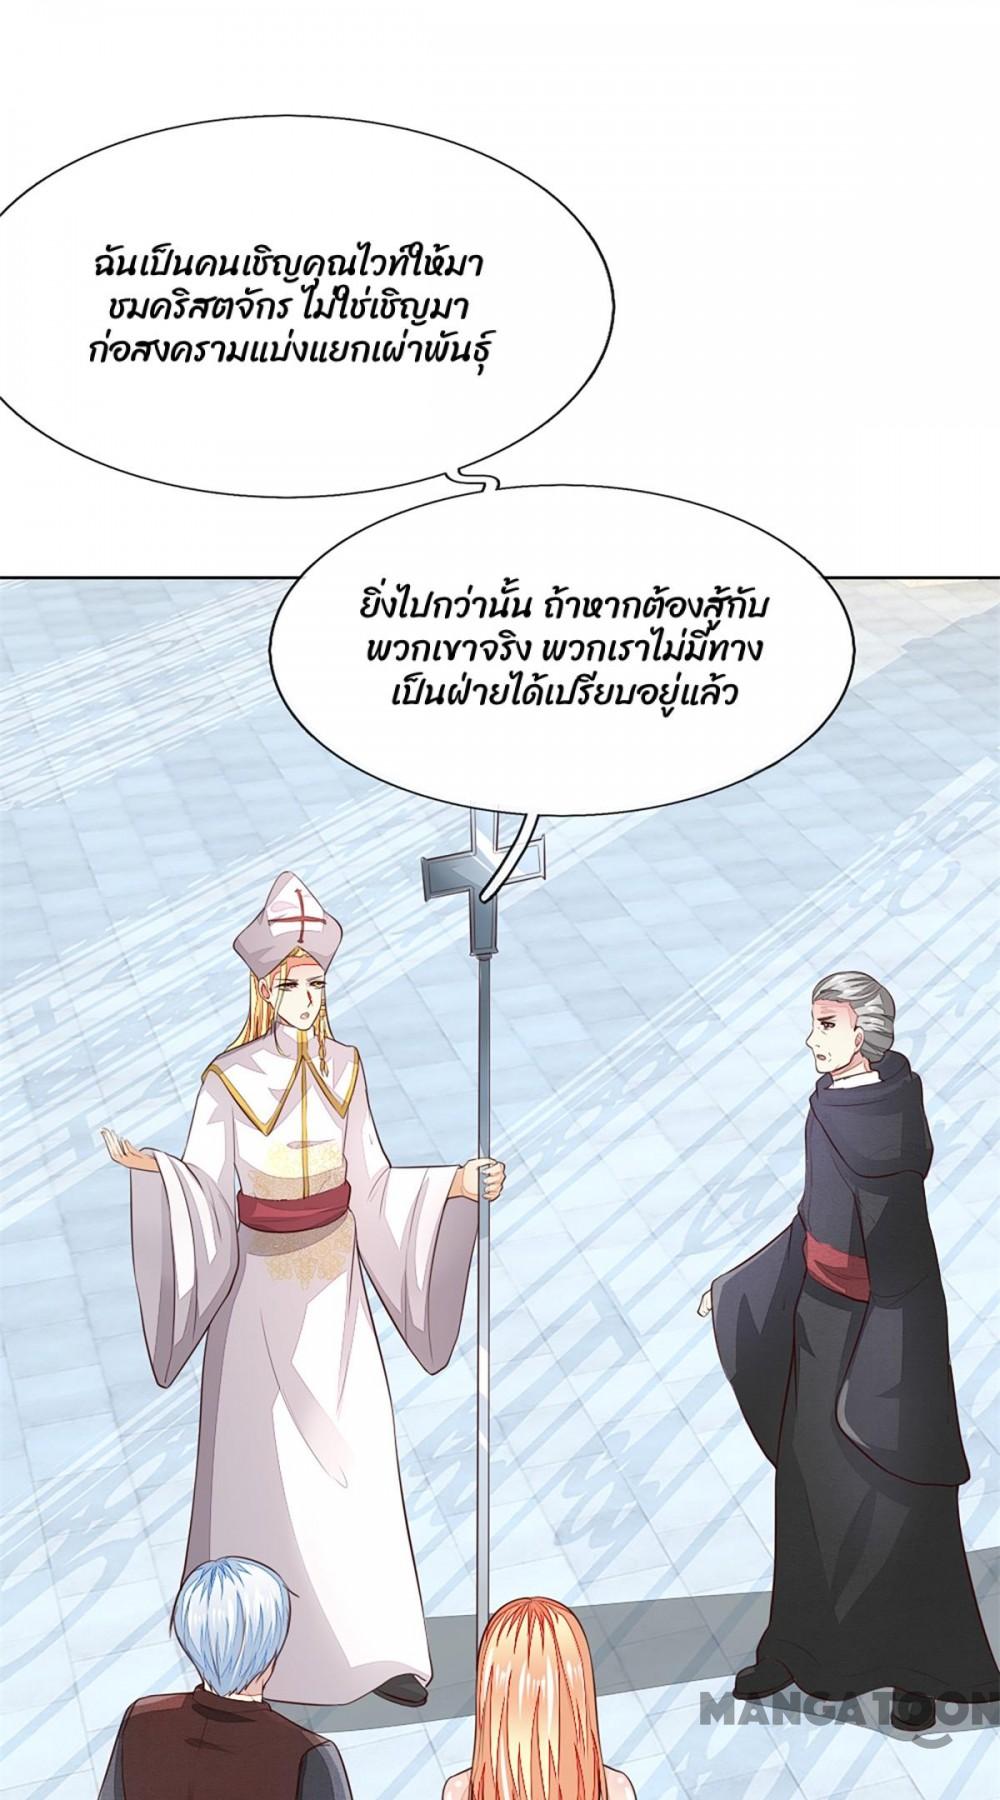 ฉันเป็นคนเชิญคุณไวท์ให้มา
ชมคริสตจักร ไม่ใช่เชิญมา
ก่อสงครามแบ่งแยกเผ่าพันธุ์
ยิ่งไปกว่านั้น ถ้าหากต้องสู้กับ
พวกเขาจริง พวกเราไม่มีทาง
เป็นฝ่ายได้เปรียบอยู่แล้ว
MANGATOON